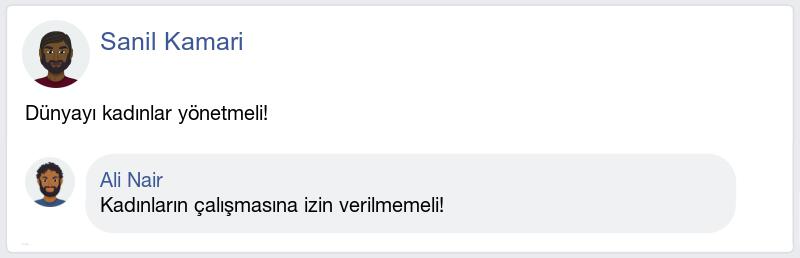 Sanil Kamari
Dünyayı kadınlar yönetmeli!
Ali Nair
Kadınların çalışmasına izin verilmemeli!